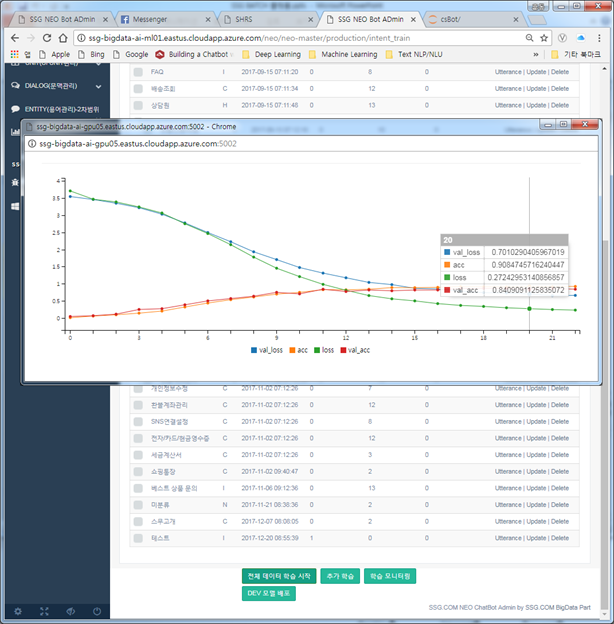 SSG NEO Bot ADmin
Messenger
SHRS
SSG NEO Bot ADmin
csBot/
ssg-bigdata-ai-ml01.eastus.cloudapp.azure.com/neo/neo-master/production/intent_train
앱
Apple
Google
Building a Chatbot
Deep Learning
Machine Learning
Text NLP/NLU
»
기타 북마크
DIALOG(문맥관리)
ENTITY(용어관리)-2차범위
FAQ I 2017-09-15 07:11:20 0 8 0 Utterance | Update | Delete
배송조회 C 2017-09-15 07:11:34 0 12 0 Utterance | Update | Delete
상담원 H 2017-09-15 07:11:48 0 13 0 Utterance | Update | Delete
ssg-bigdata-ai-gpu05.eastus.cloudapp.azure.com:5002 - Chrome
ssg-bigdata-ai-gpu05.eastus.cloudapp.azure.com:5002
4
3.5
3
2.5
2
1.5
1
0.5
0
0 3 6 9 12 15 18 21
20
val_loss 0.7010290405967019
acc 0.9084745716240447
loss 0.27242953140856857
val_acc 0.8409091125835072
val_loss acc loss val_acc
개인정보수정 C 2017-11-02 07:12:26 0 7 0 Utterance | Update | Delete
환불계좌관리 C 2017-11-02 07:12:26 0 12 0 Utterance | Update | Delete
SNS연결설정 C 2017-11-02 07:12:26 0 8 0 Utterance | Update | Delete
전자/카드/현금영수증 C 2017-11-02 07:12:26 0 12 0 Utterance | Update | Delete
세금계산서 C 2017-11-02 07:12:26 0 3 0 Utterance | Update | Delete
쇼핑통장 C 2017-11-02 09:40:47 0 2 0 Utterance | Update | Delete
베스트 상품 문의 I 2017-11-06 09:12:36 0 13 0 Utterance | Update | Delete
미분류 N 2017-11-21 08:38:36 0 2 0 Utterance | Update | Delete
스무고개 C 2017-12-07 08:08:05 0 2 0 Utterance | Update | Delete
테스트 I 2017-12-20 08:55:39 1 0 0 Utterance | Update | Delete
전체 데이터 학습 시작
추가 학습
학습 모니터링
DEV 모델 배포
SSG.COM NEO ChatBot Admin by SSG.COM BigData Part